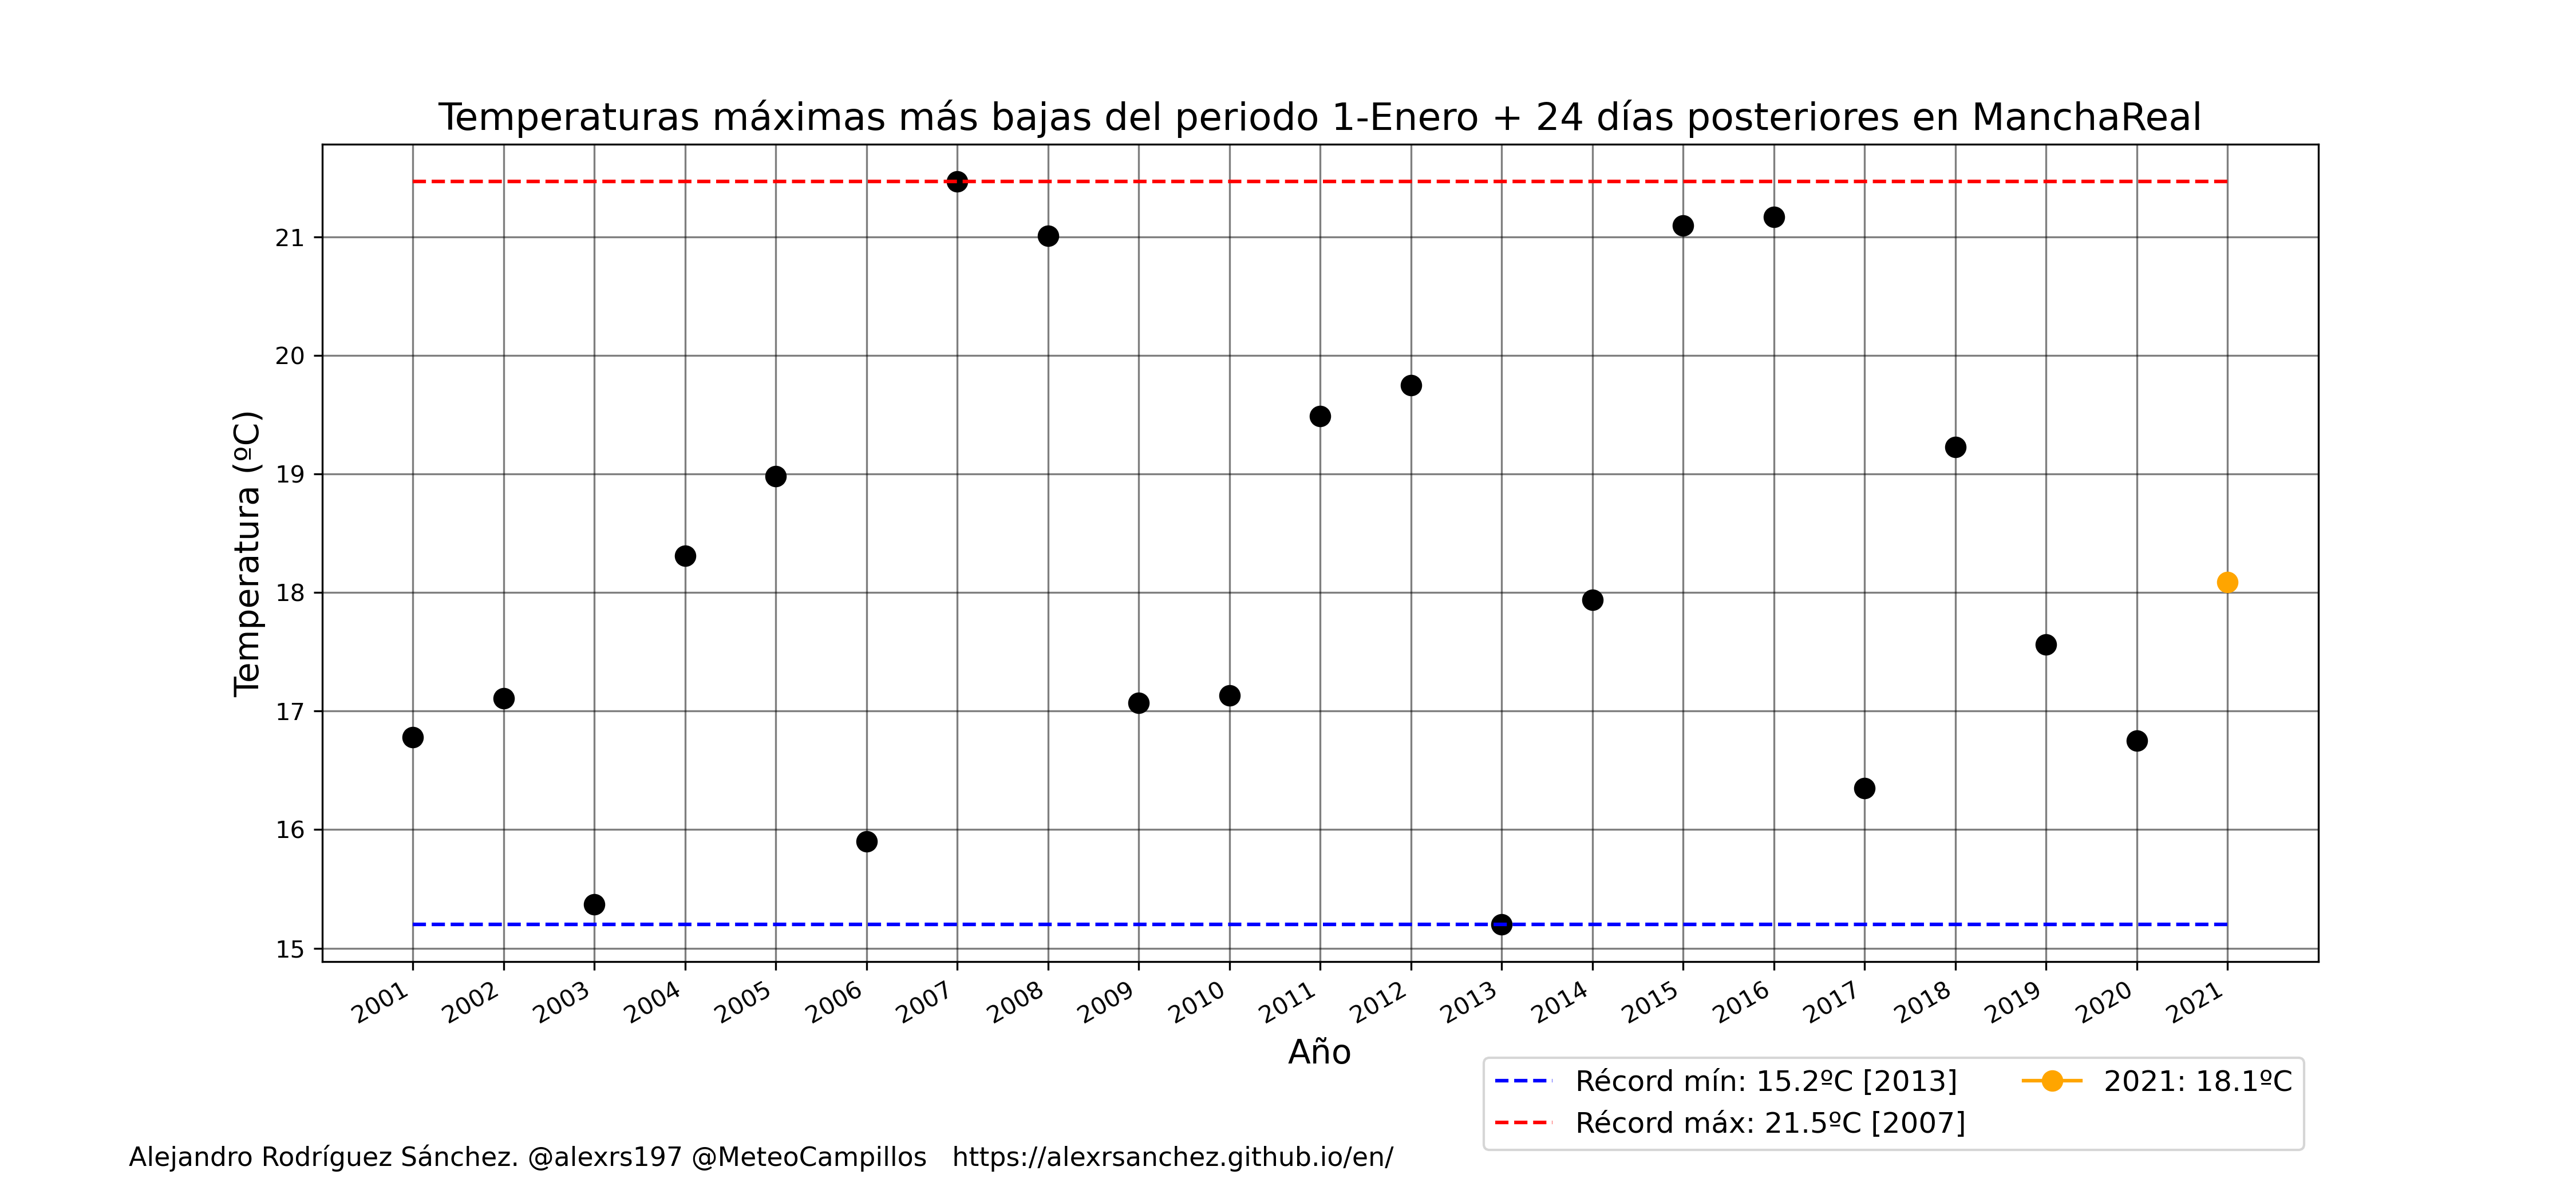 Temperaturas máximas más bajas del periodo 1-Enero + 24 días posteriores en ManchaReal
Temperatura (ºC)
21
20
19
18
17
16
15
2001 2002 2003 2004 2005 2006 2007 2008 2009 2010 2011 2012 2013 2014 2015 2016 2017 2018 2019 2020 2021
Año
Récord mín: 15.2ºC [2013]
Récord máx: 21.5ºC [2007]
2021: 18.1ºC
Alejandro Rodríguez Sánchez. @alexrs197 @MeteoCampillos https://alexrsanchez.github.io/en/